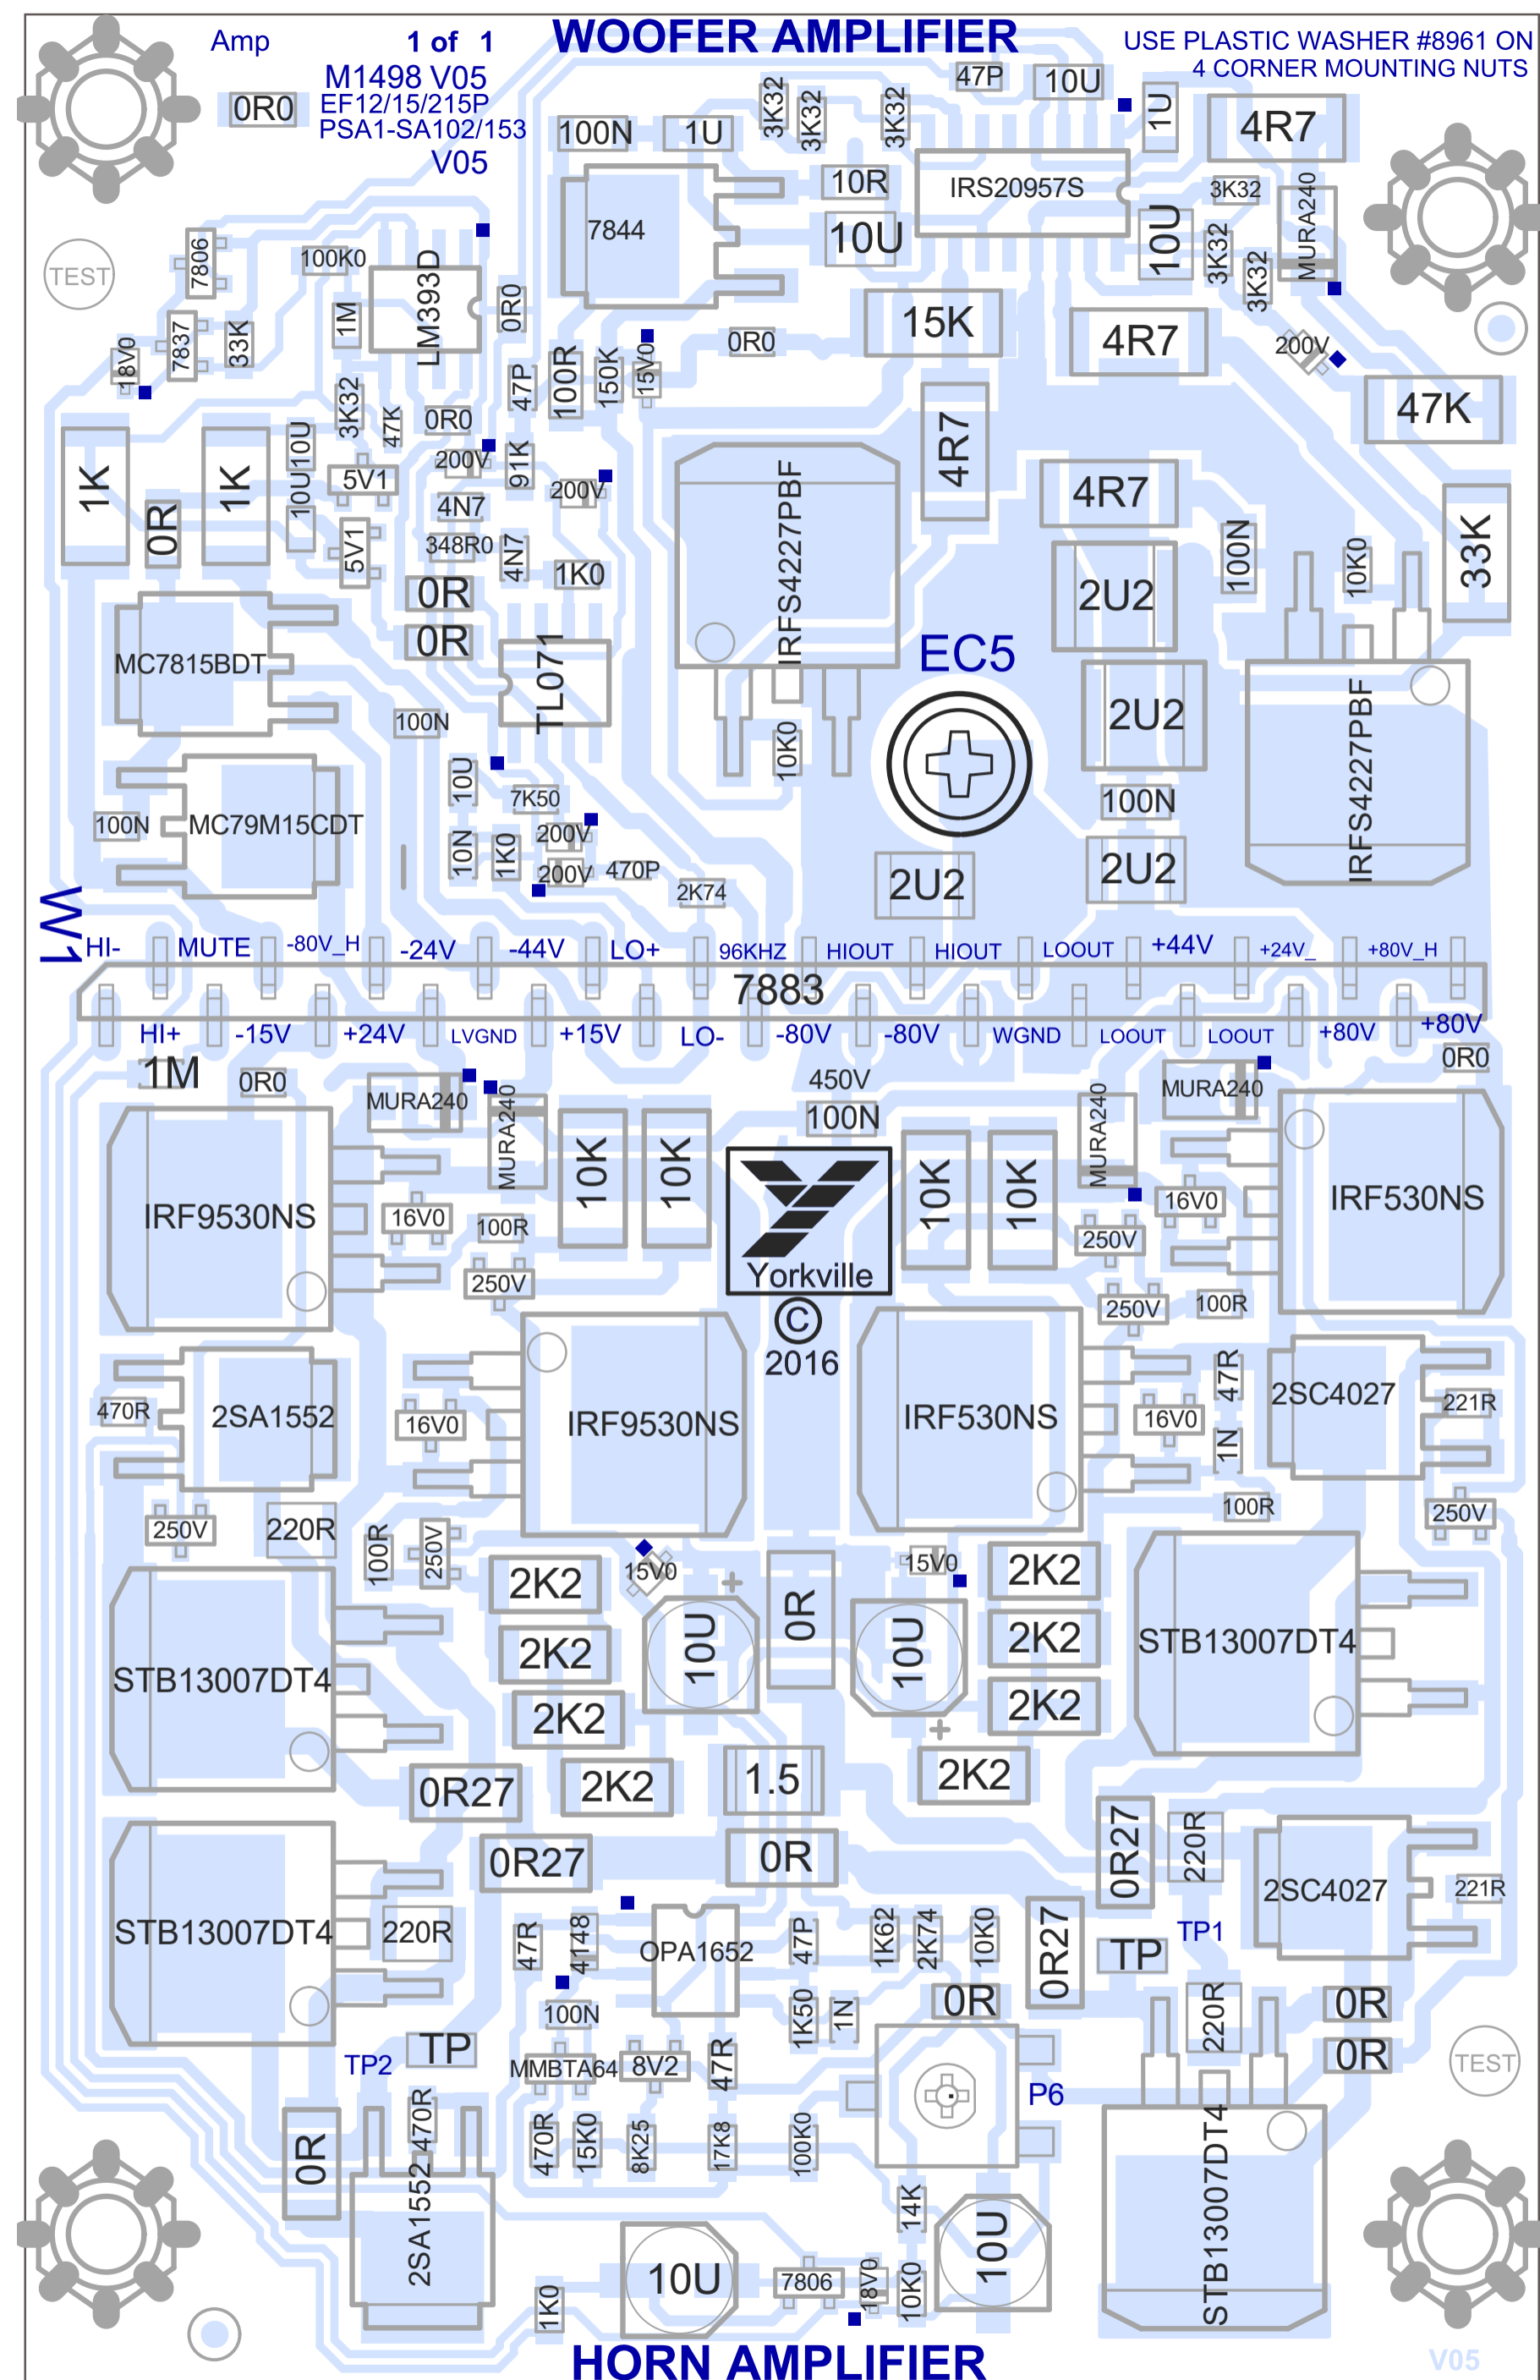 WOOFER AMPLIFIER
Amp
1 of 1
USE PLASTIC WASHER #8961 ON
4 CORNER MOUNTING NUTS
M1498 V05
EF12/15/215P
PSA1-SA102/153
V05
0R0
47P
10U
1U
3K32
3K32
3K32
4R7
100N
1U
10R
IRS20957S
3K32
MURA240
7844
10U
10U
3K32
3K32
7806
TEST
100K0
LM393D
1M
0R0
15K
4R7
200V
7837
33K
18V0
0R0
15V0
150K
100R
47P
3K32
47K
0R0
47K
4R7
1K
0R
1K
10U
10U
5V1
5V1
200V
91K
200V
4N7
348R0
4N7
1K0
IRFS4227PBF
4R7
2U2
100N
10K0
33K
0R
0R
MC7815BDT
TL071
EC5
2U2
IRFS4227PBF
100N
10K0
100N
MC79M15CDT
10U
7K50
200V
10N
1K0
200V
470P
2K74
100N
2U2
2U2
W1
HI-
MUTE
-80V_H
-24V
-44V
LO+
96KHZ
HIOUT
HIOUT
LOOUT
+44V
+24V_
+80V_H
7883
HI+
-15V
+24V
LVGND
+15V
LO-
-80V
-80V
WGND
LOOUT
LOOUT
+80V
+80V
1M
0R0
MURA240
MURA240
450V
100N
MURA240
MURA240
0R0
IRF9530NS
16V0
100R
10K
10K
10K
10K
250V
16V0
IRF530NS
250V
Yorkville
©
2016
250V
100R
470R
2SA1552
16V0
IRF9530NS
IRF530NS
16V0
47R
1N
2SC4027
221R
250V
220R
100R
250V
100R
250V
2K2
15V0
0R
15V0
2K2
STB13007DT4
2K2
10U
10U
2K2
STB13007DT4
2K2
2K2
0R27
2K2
1.5
2K2
0R27
220R
0R27
0R
2SC4027
221R
STB13007DT4
220R
47R
4148
OPA1652
47P
1K62
2K74
10K0
0R27
TP
TP1
100N
1K50
1N
0R
220R
0R
TP
TP2
MMBTA64
8V2
47R
P6
0R
TEST
0R
470R
470R
15K0
8K25
17K8
100K0
2SA1552
14K
10U
STB13007DT4
10U
7806
18V0
10K0
1K0
HORN AMPLIFIER
V05